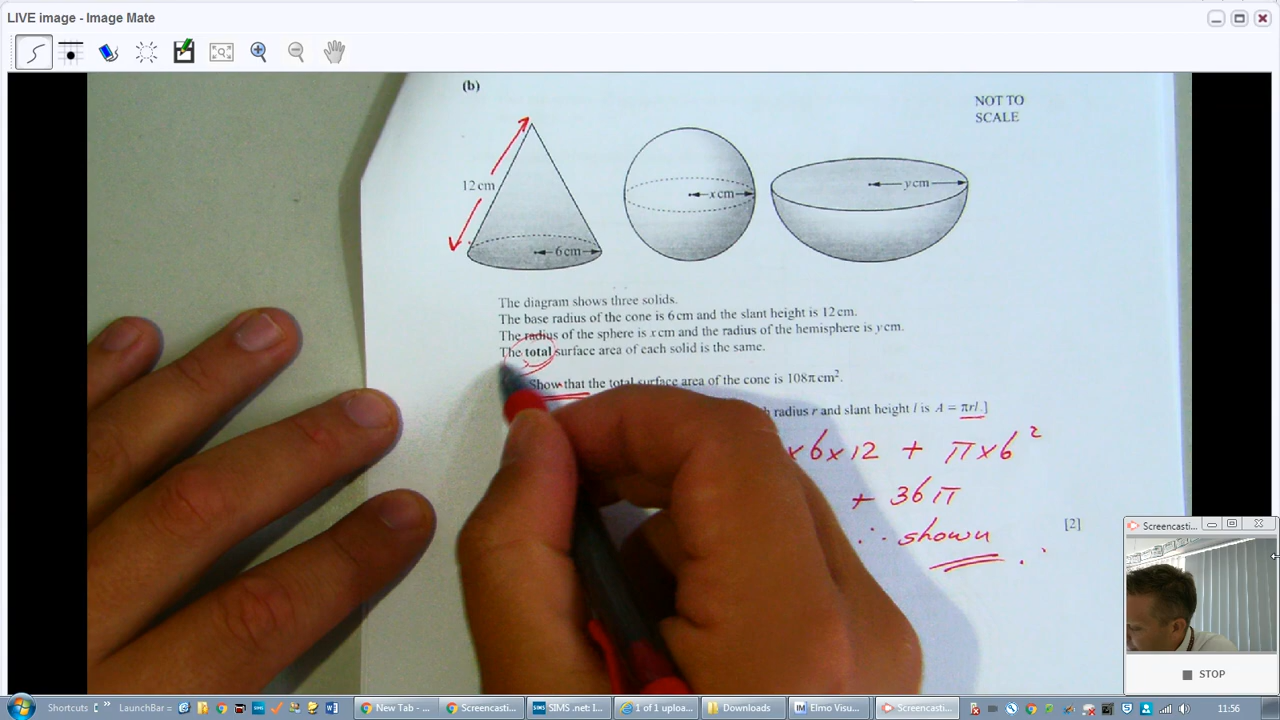 LIVE image - Image Mate
(b)
NOT TO
SCALE
12 cm
6 cm
x cm
y cm
The diagram shows three solids.
The base radius of the cone is 6 cm and the slant height is 12 cm.
The radius of the sphere is x cm and the radius of the hemisphere is y cm.
The total surface area of each solid is the same.
Show that the total surface area of the cone is 108π cm².
radius r and slant height l is A = πrl.]
×6×12 + π×6²
+ 36π
∴ shown
[2]
Screencasti...
STOP
Shortcuts
LaunchBar
New Tab -
Screencasti...
SIMS .net: I...
1 of 1 uploa...
Downloads
Elmo Visu...
Screencasti...
11:56